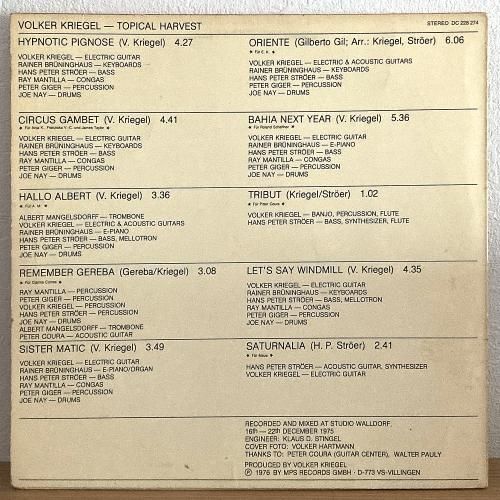 VOLKER KRIEGEL — TOPICAL HARVEST
STEREO DC 228 274
HYPNOTIC PIGNOSE (V. Kriegel) 4.27
VOLKER KRIEGEL — ELECTRIC GUITAR
RAINER BRÜNINGHAUS — KEYBOARDS
HANS PETER STRÖER — BASS
RAY MANTILLA — CONGAS
PETER GIGER — PERCUSSION
JOE NAY — DRUMS
CIRCUS GAMBET (V. Kriegel) 4.41
VOLKER KRIEGEL — ELECTRIC GUITAR
RAINER BRÜNINGHAUS — KEYBOARDS
HANS PETER STRÖER — BASS
RAY MANTILLA — CONGAS
PETER GIGER — PERCUSSION
JOE NAY — DRUMS
HALLO ALBERT (V. Kriegel) 3.36
ALBERT MANGELSDORFF — TROMBONE
VOLKER KRIEGEL — ELECTRIC & ACOUSTIC GUITARS
RAINER BRÜNINGHAUS — E-PIANO
HANS PETER STRÖER — BASS, MELLOTRON
PETER GIGER — PERCUSSION
JOE NAY — DRUMS
REMEMBER GEREBA (Gereba/Kriegel) 3.08
RAY MANTILLA — PERCUSSION
PETER GIGER — PERCUSSION
VOLKER KRIEGEL — PERCUSSION
HANS PETER STRÖER — PERCUSSION
JOE NAY — DRUMS
ALBERT MANGELSDORFF — TROMBONE
PETER COURA — ACOUSTIC GUITAR
SISTER MATIC (V. Kriegel) 3.49
VOLKER KRIEGEL — ELECTRIC GUITAR
RAINER BRÜNINGHAUS — E-PIANO/ORGAN
HANS PETER STRÖER — BASS
RAY MANTILLA — CONGAS
PETER GIGER — PERCUSSION
JOE NAY — DRUMS
ORIENTE (Gilberto Gil; Arr.: Kriegel, Ströer) 6.06
VOLKER KRIEGEL — ELECTRIC & ACOUSTIC GUITARS
RAINER BRÜNINGHAUS — KEYBOARDS
HANS PETER STRÖER — BASS
RAY MANTILLA — CONGAS
PETER GIGER — PERCUSSION
JOE NAY — DRUMS
BAHIA NEXT YEAR (V. Kriegel) 5.36
VOLKER KRIEGEL — ELECTRIC GUITAR
RAINER BRÜNINGHAUS — E-PIANO
HANS PETER STRÖER — BASS
RAY MANTILLA — CONGAS
PETER GIGER — PERCUSSION
JOE NAY — DRUMS
TRIBUT (Kriegel/Ströer) 1.02
Für Peter Coura
VOLKER KRIEGEL — BANJO, PERCUSSION, FLUTE
HANS PETER STRÖER — BASS, SYNTHESIZER, FLUTE
LET'S SAY WINDMILL (V. Kriegel) 4.35
VOLKER KRIEGEL — ELECTRIC GUITARS
RAINER BRÜNINGHAUS — KEYBOARDS
HANS PETER STRÖER — BASS, MELLOTRON
RAY MANTILLA — CONGAS
PETER GIGER — PERCUSSION
JOE NAY — DRUMS
SATURNALIA (H. P. Ströer) 2.41
HANS PETER STRÖER — ACOUSTIC GUITAR, SYNTHESIZER
VOLKER KRIEGEL — ELECTRIC GUITAR
RECORDED AND MIXED AT STUDIO WALLDORF,
16th — 22th DECEMBER 1975
ENGINEER: KLAUS D. STINGEL
COVER FOTO: VOLKER HARTMANN
THANKS TO: PETER COURA (GUITAR CENTER), WALTER PAULY
PRODUCED BY VOLKER KRIEGEL
Ⓟ 1976 BY MPS RECORDS GMBH · D-773 VS-VILLINGEN